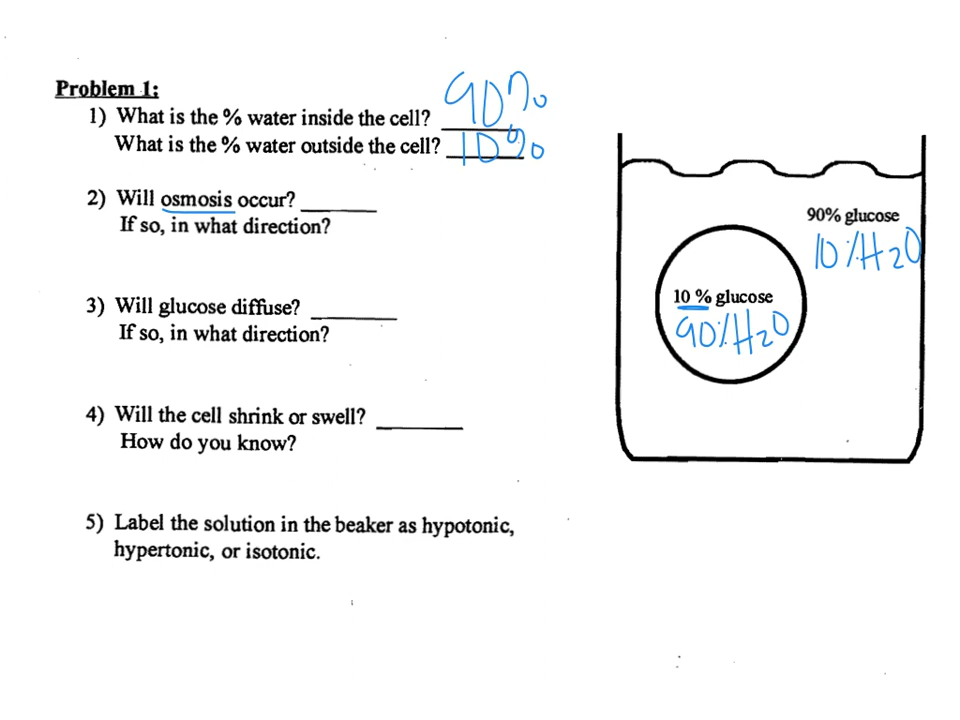 Problem 1:
1) What is the % water inside the cell? 90%
What is the % water outside the cell? 10%
2) Will osmosis occur? ________
If so, in what direction?
3) Will glucose diffuse? ________
If so, in what direction?
4) Will the cell shrink or swell? ________
How do you know?
5) Label the solution in the beaker as hypotonic,
hypertonic, or isotonic.
90% glucose
10% H2O
10 % glucose
90% H2O